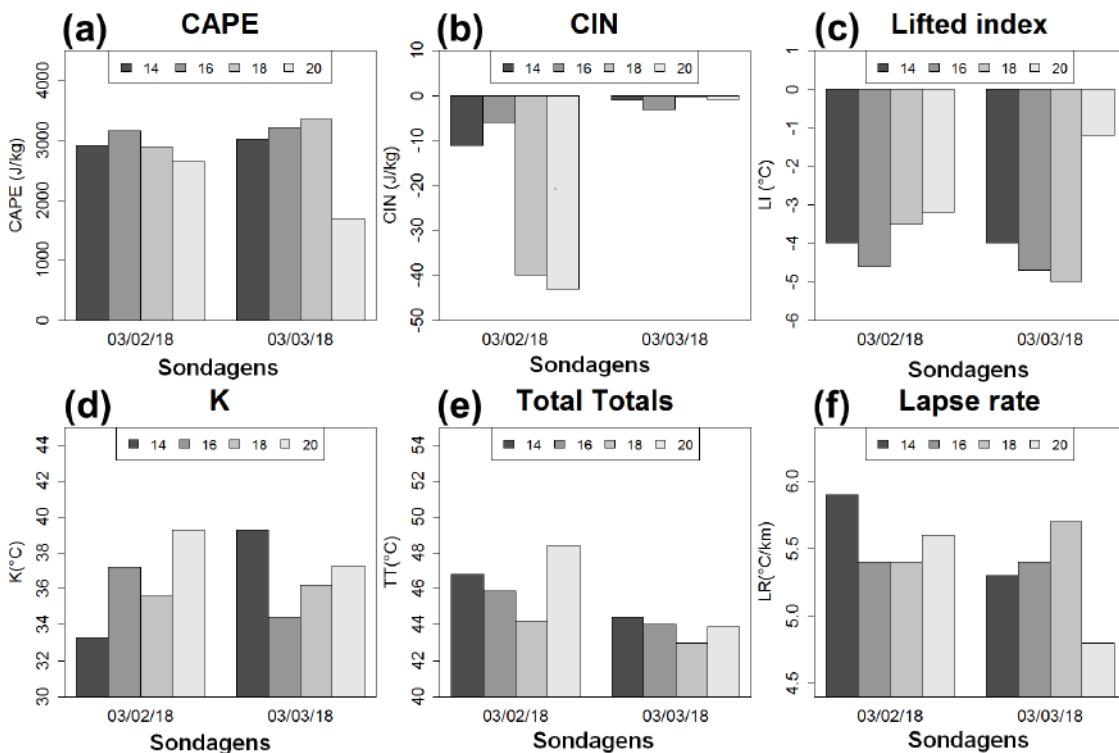 (a) CAPE
14 16 18 20
CAPE (J/kg)
0 1000 2000 3000 4000
03/02/18 03/03/18
Sondagens
(b) CIN
14 16 18 20
CIN (J/kg)
-50 -40 -30 -20 -10 0 10
03/02/18 03/03/18
Sondagens
(c) Lifted index
14 16 18 20
LI (°C)
-6 -5 -4 -3 -2 -1 0 1
03/02/18 03/03/18
Sondagens
(d) K
14 16 18 20
K(°C)
30 32 34 36 38 40 42 44
03/02/18 03/03/18
Sondagens
(e) Total Totals
14 16 18 20
TT(°C)
40 42 44 46 48 50 52 54
03/02/18 03/03/18
Sondagens
(f) Lapse rate
14 16 18 20
LR(°C/km)
4.5 5.0 5.5 6.0
03/02/18 03/03/18
Sondagens